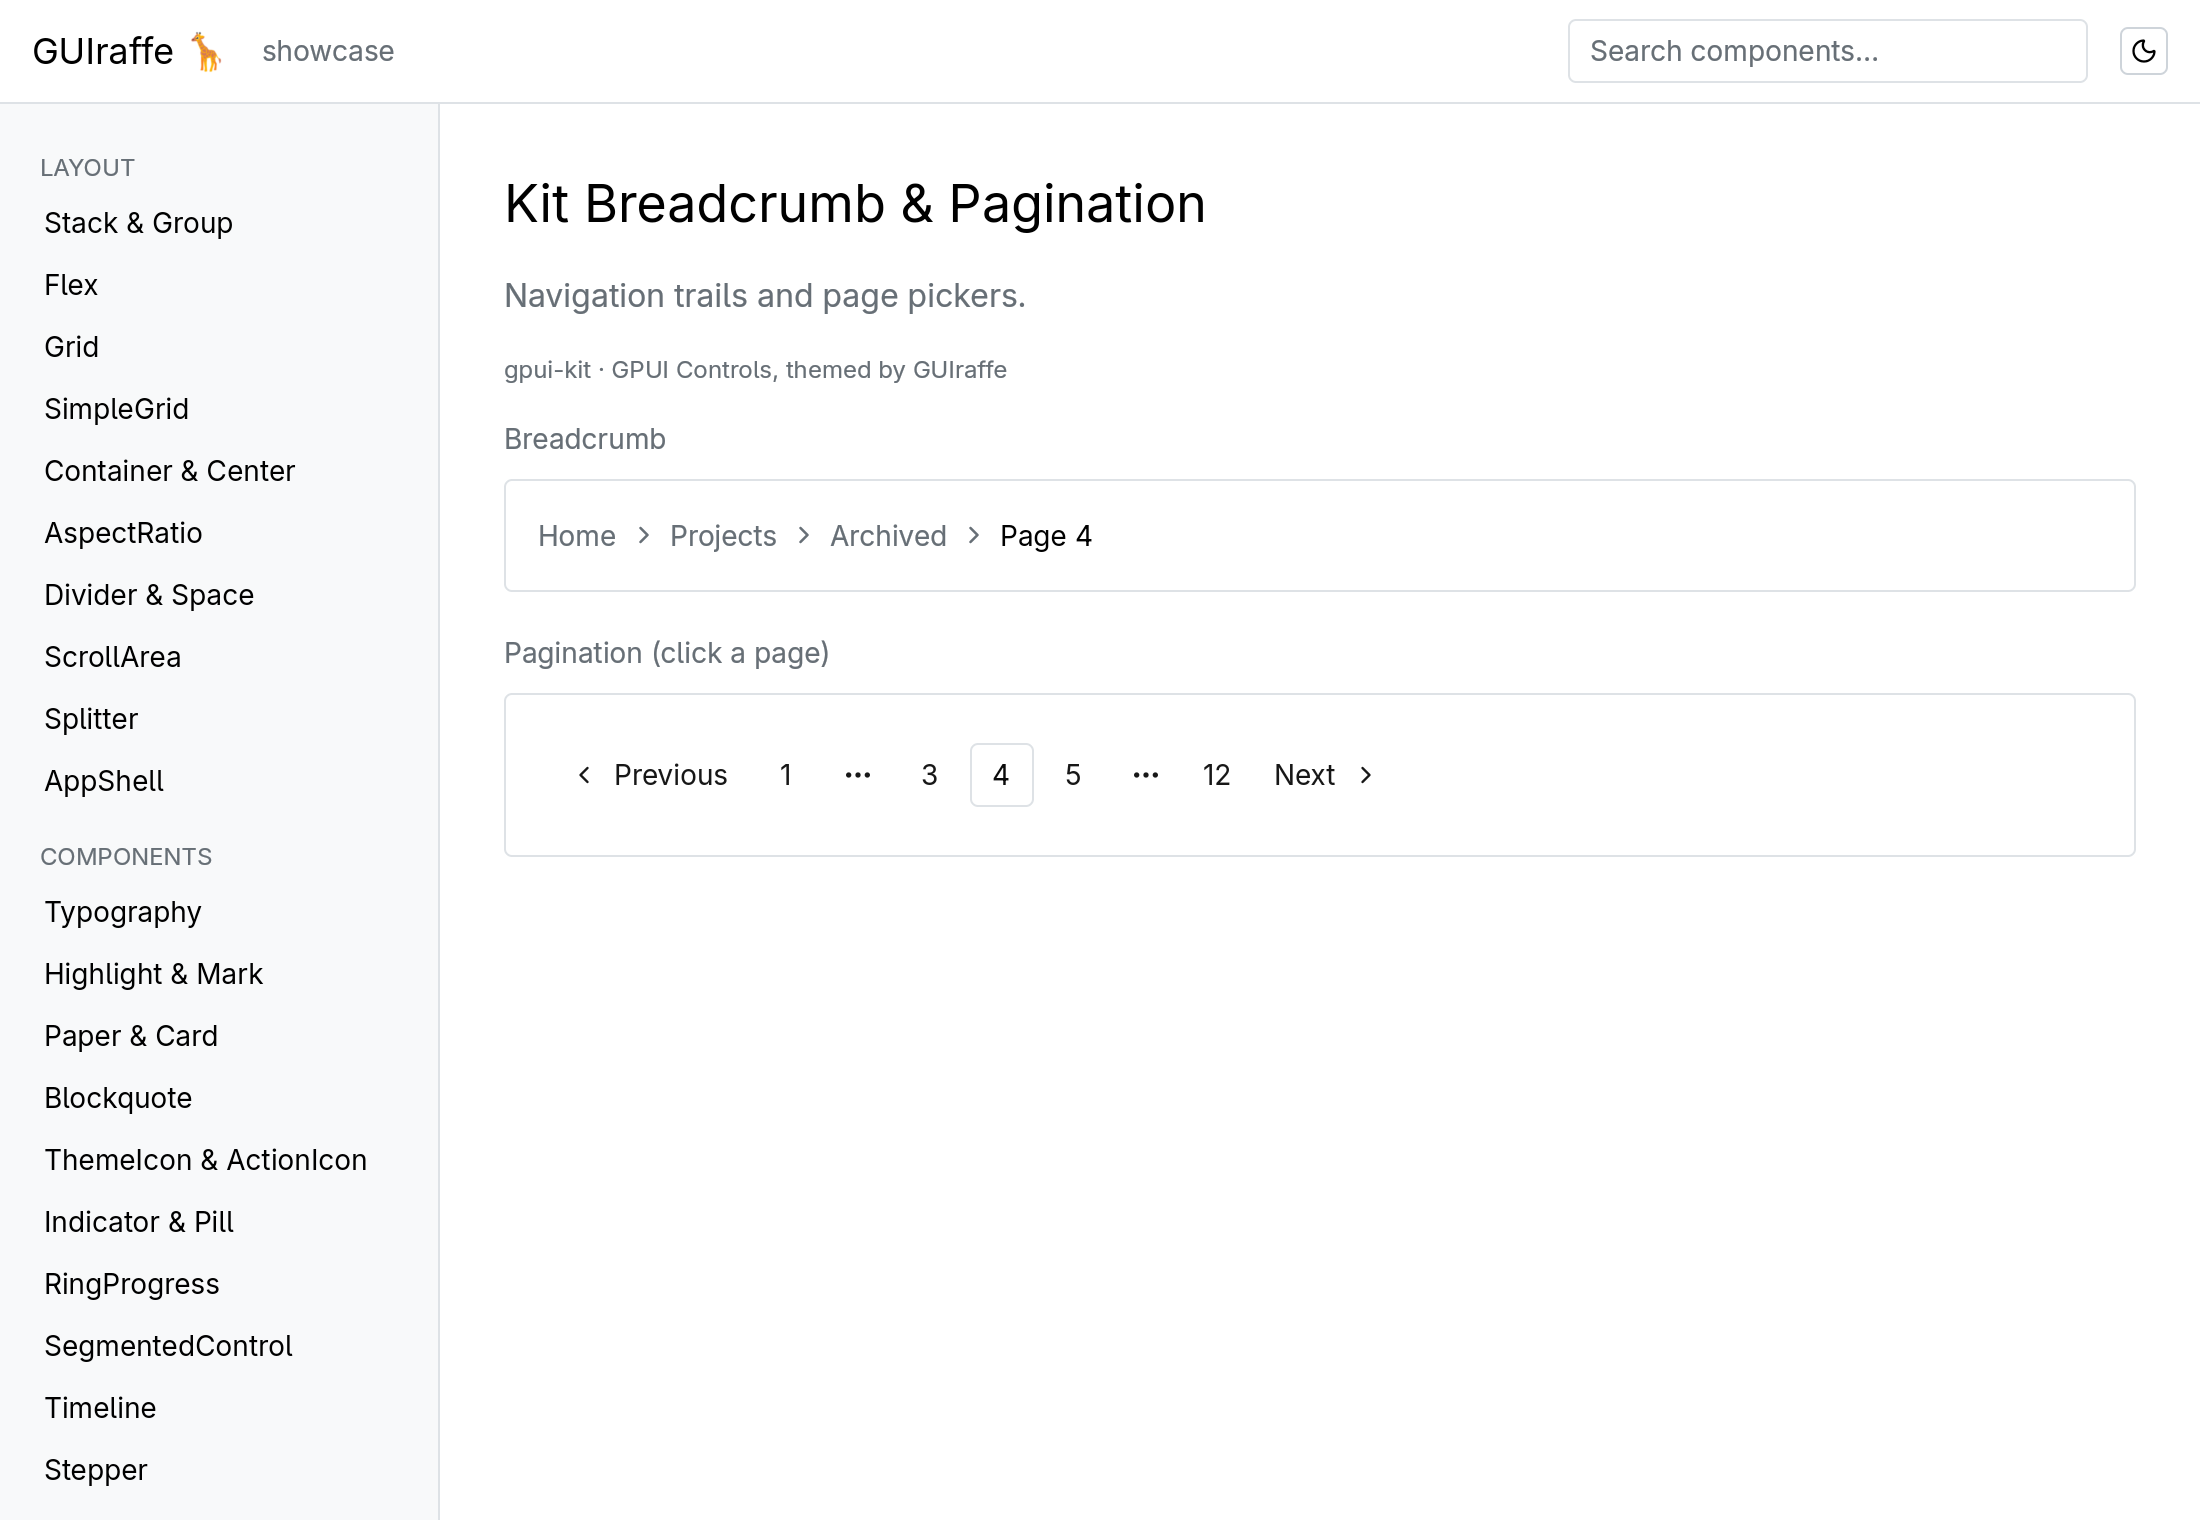 GUIraffe 🦒 showcase
Search components...
LAYOUT
Stack & Group
Flex
Grid
SimpleGrid
Container & Center
AspectRatio
Divider & Space
ScrollArea
Splitter
AppShell
COMPONENTS
Typography
Highlight & Mark
Paper & Card
Blockquote
ThemeIcon & ActionIcon
Indicator & Pill
RingProgress
SegmentedControl
Timeline
Stepper
Kit Breadcrumb & Pagination
Navigation trails and page pickers.
gpui-kit · GPUI Controls, themed by GUIraffe
Breadcrumb
Home > Projects > Archived > Page 4
Pagination (click a page)
< Previous 1 ••• 3 4 5 ••• 12 Next >